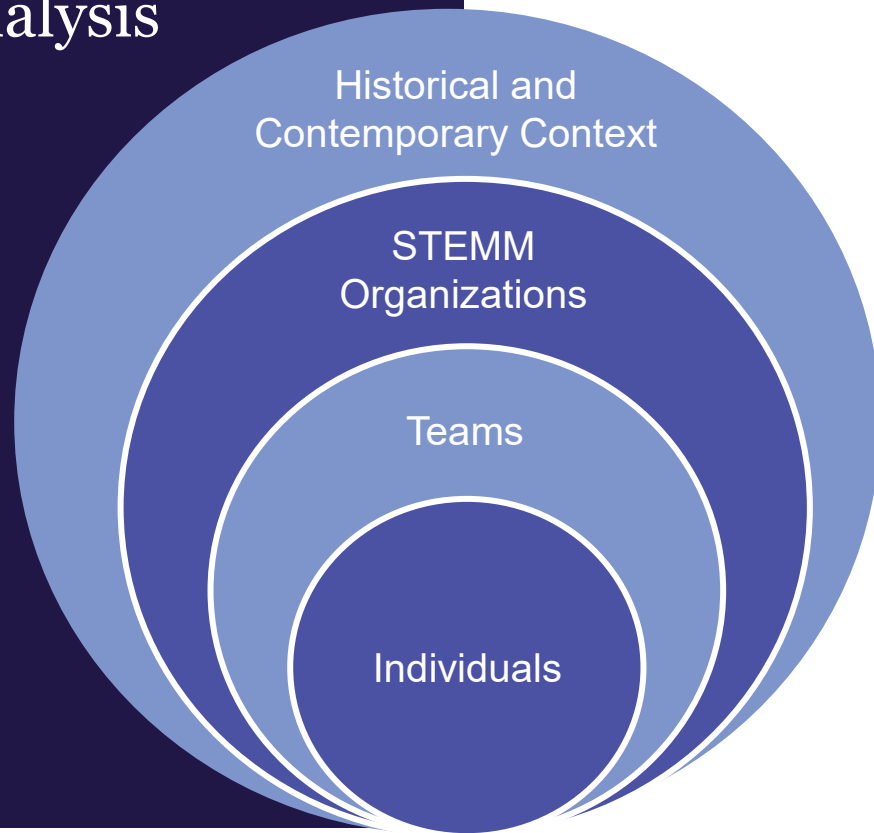 alysis
Historical and
Contemporary Context
STEMM
Organizations
Teams
Individuals